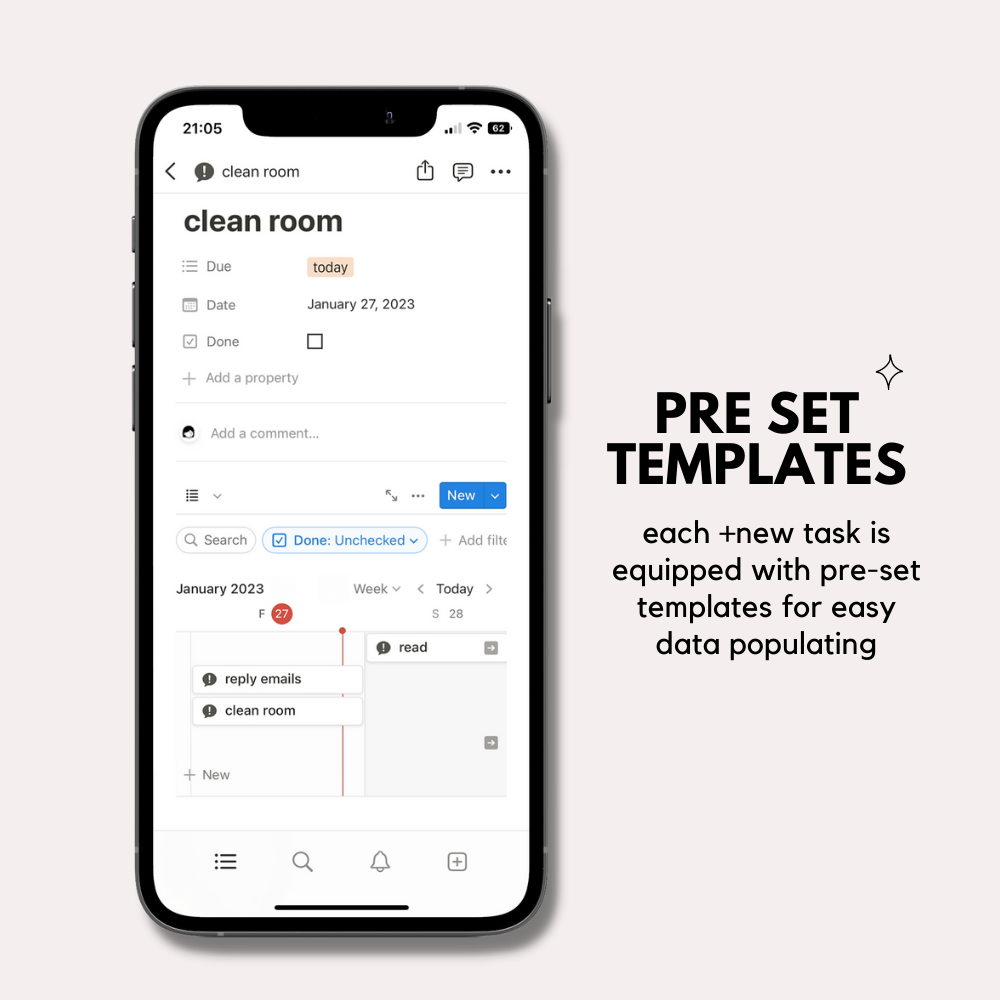 21:05
62
clean room
clean room
Due today
Date January 27, 2023
Done
Add a property
Add a comment...
New
Search Done: Unchecked + Add filte
January 2023 Week Today
F 27 S 28
read
reply emails
clean room
+ New
PRE SET
TEMPLATES
each +new task is
equipped with pre-set
templates for easy
data populating